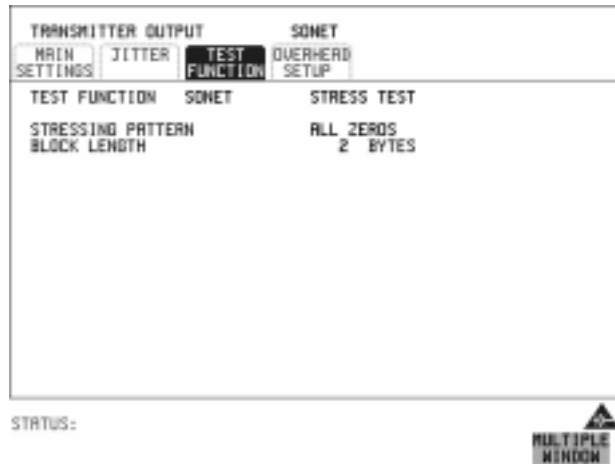 TRANSMITTER OUTPUT SONET
MAIN SETTINGS JITTER TEST FUNCTION OVERHEAD SETUP
TEST FUNCTION SONET STRESS TEST
STRESSING PATTERN ALL ZEROS
BLOCK LENGTH 2 BYTES
STATUS:
MULTIPLE WINDOW